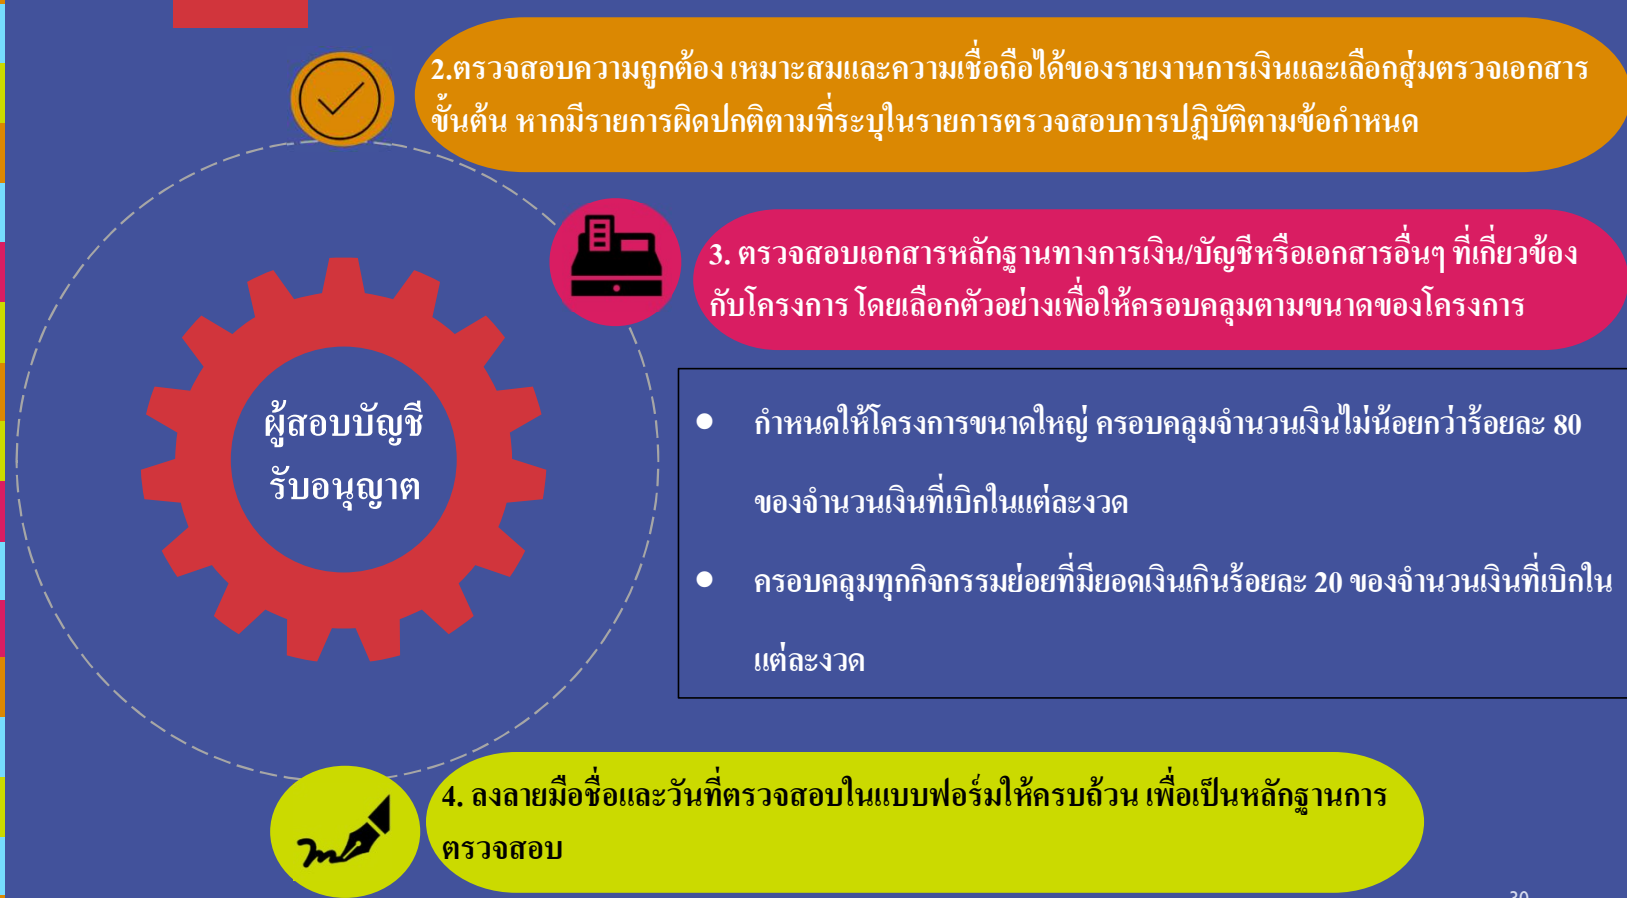 2.ตรวจสอบความถูกต้อง เหมาะสมและความเชื่อถือได้ของรายงานการเงินและเลือกสุ่มตรวจเอกสาร
ขั้นต้น หากมีรายการผิดปกติตามที่ระบุในรายการตรวจสอบการปฏิบัติตามข้อกำหนด
3. ตรวจสอบเอกสารหลักฐานทางการเงิน/บัญชีหรือเอกสารอื่นๆ ที่เกี่ยวข้อง
กับโครงการ โดยเลือกตัวอย่างเพื่อให้ครอบคลุมตามขนาดของโครงการ
ผู้สอบบัญชี
รับอนุญาต
● กำหนดให้โครงการขนาดใหญ่ ครอบคลุมจำนวนเงินไม่น้อยกว่าร้อยละ 80
ของจำนวนเงินที่เบิกในแต่ละงวด
● ครอบคลุมทุกกิจกรรมย่อยที่มียอดเงินเกินร้อยละ 20 ของจำนวนเงินที่เบิกใน
แต่ละงวด
4. ลงลายมือชื่อและวันที่ตรวจสอบในแบบฟอร์มให้ครบถ้วน เพื่อเป็นหลักฐานการ
ตรวจสอบ